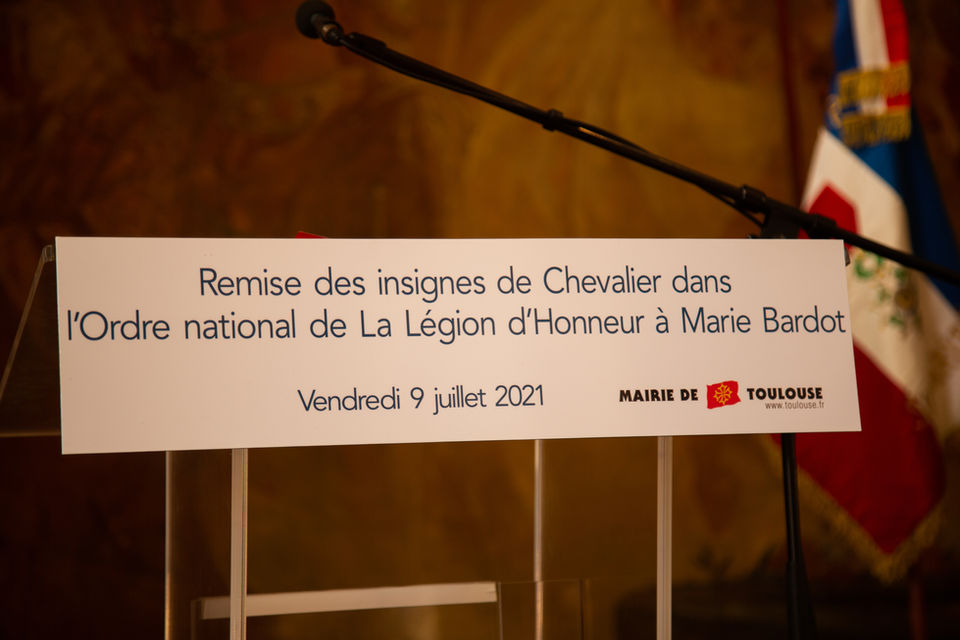 Remise des insignes de Chevalier dans
l'Ordre national de La Légion d'Honneur à Marie Bardot
Vendredi 9 juillet 2021
MAIRIE DE TOULOUSE
www.toulouse.fr